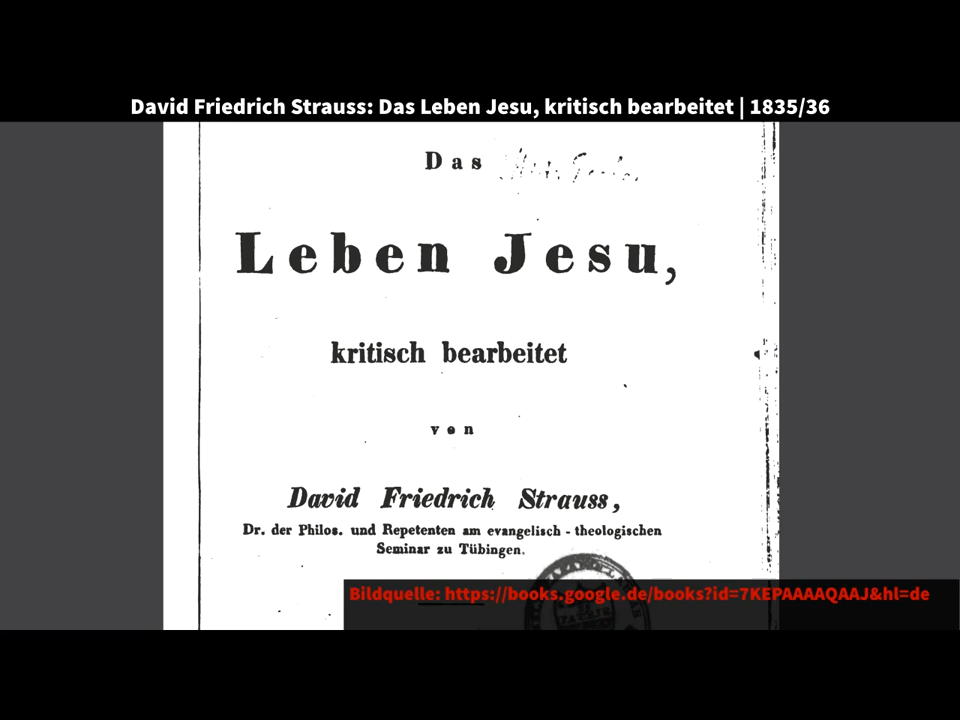 David Friedrich Strauss: Das Leben Jesu, kritisch bearbeitet | 1835/36
Das
Leben Jesu,
kritisch bearbeitet
von
David Friedrich Strauss,
Dr. der Philos. und Repetenten am evangelisch - theologischen
Seminar zu Tübingen.
Bildquelle: https://books.google.de/books?id=7KEPAAAAQAAJ&hl=de